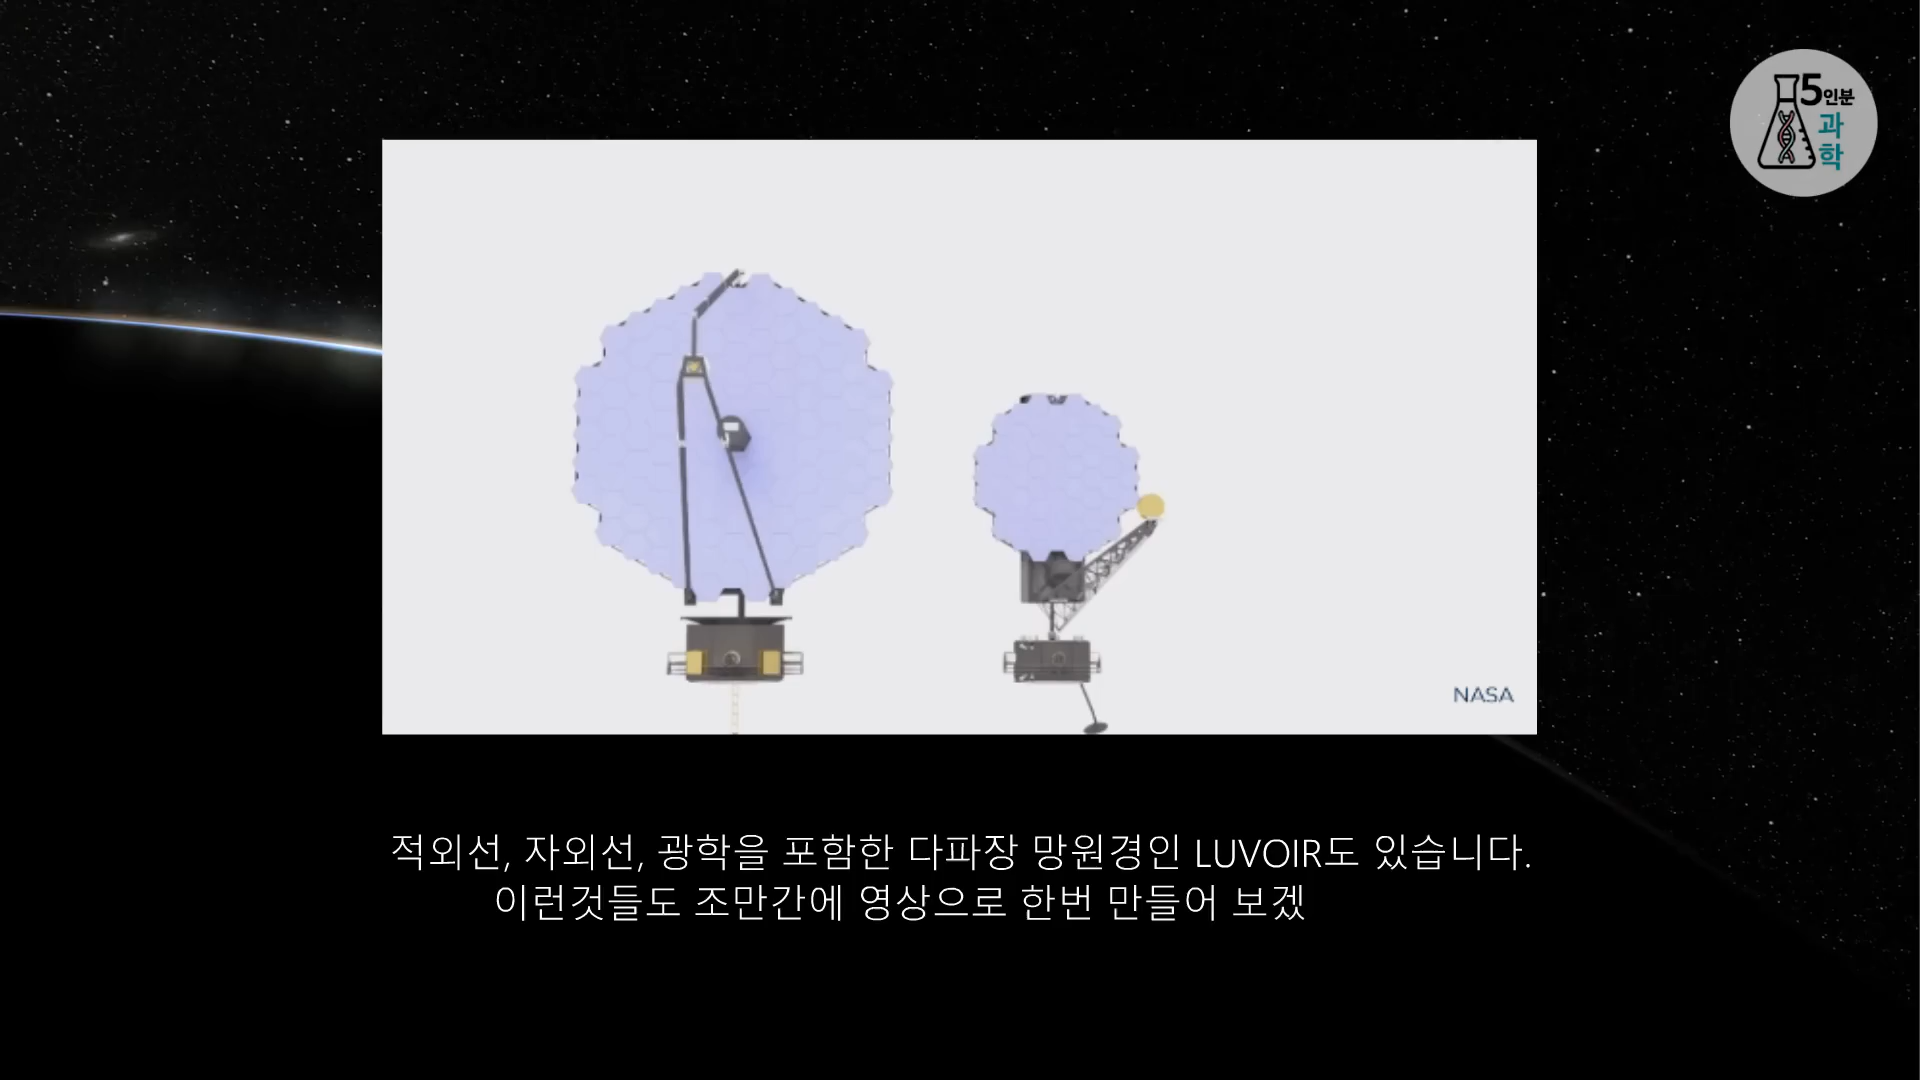 5인분
과
학
NASA
적외선, 자외선, 광학을 포함한 다파장 망원경인 LUVOIR도 있습니다.
이런것들도 조만간에 영상으로 한번 만들어 보겠